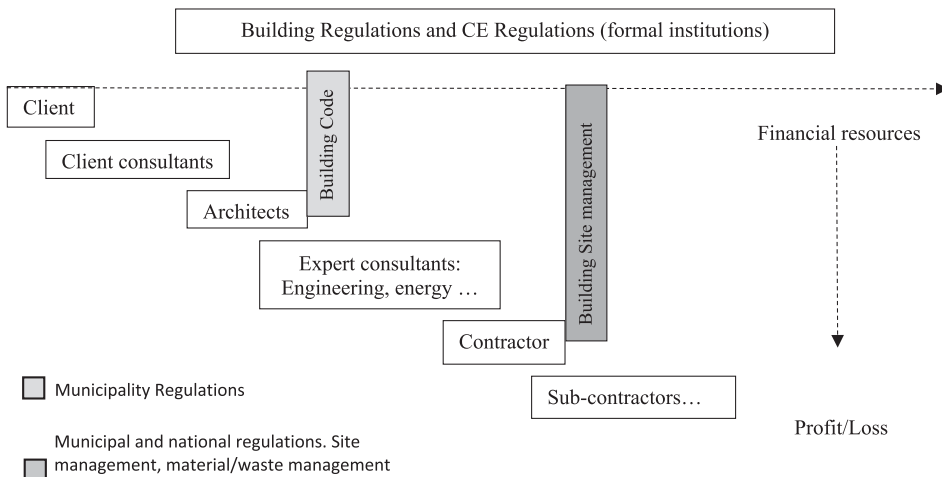 Building Regulations and CE Regulations (formal institutions)
Client
Client consultants
Architects
Building Code
Expert consultants:
Engineering, energy …
Contractor
Building Site management
Sub-contractors…
Financial resources
Profit/Loss
Municipality Regulations
Municipal and national regulations. Site
management, material/waste management